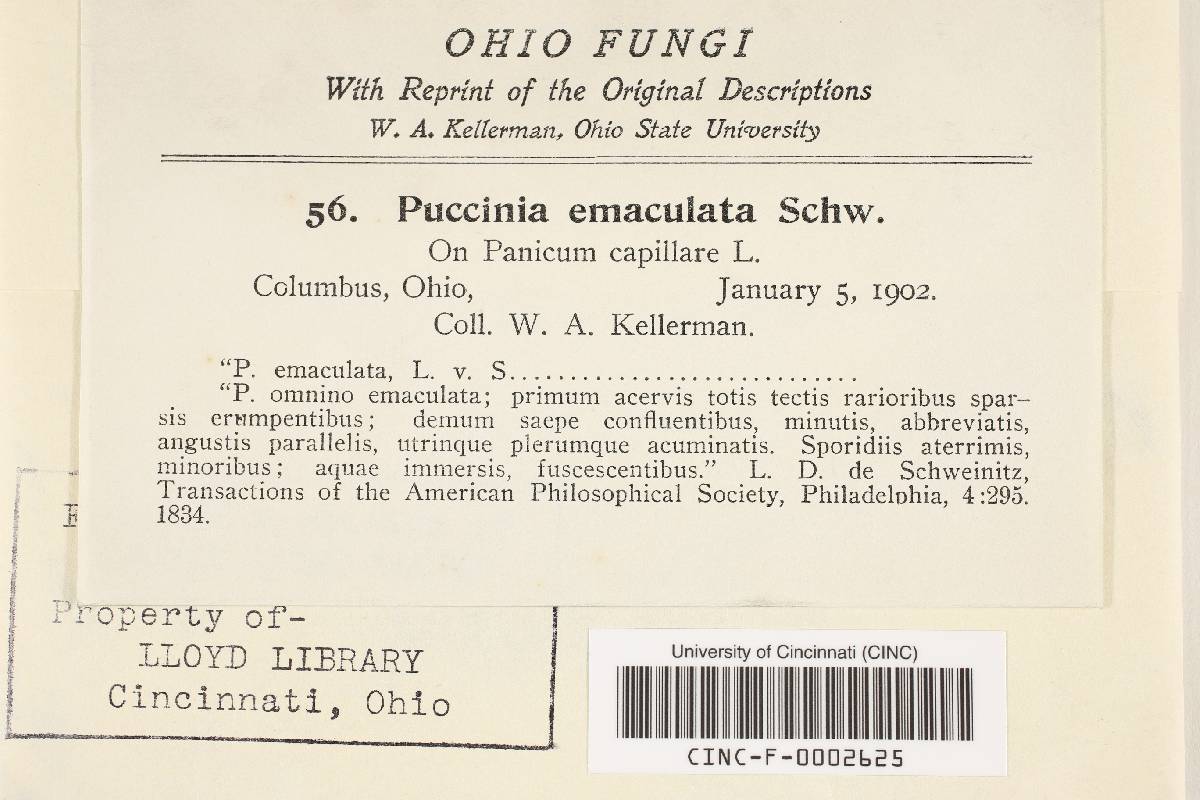 OHIO FUNGI
With Reprint of the Original Descriptions
W. A. Kellerman, Ohio State University
56. Puccinia emaculata Schw.
On Panicum capillare L.
Columbus, Ohio, January 5, 1902.
Coll. W. A. Kellerman.
"P. emaculata, L. v. S..............................
"P. omnino emaculata; primum acervis totis tectis rarioribus spar-
sis erumpentibus; demum saepe confluentibus, minutis, abbreviatis,
angustis parallelis, utrinque plerumque acuminatis. Sporidiis aterrimis,
minoribus; aquae immersis, fuscescentibus." L. D. de Schweinitz,
Transactions of the American Philosophical Society, Philadelphia, 4:295.
1834.
Property of-
LLOYD LIBRARY
Cincinnati, Ohio
University of Cincinnati (CINC)
CINC-F-0002625